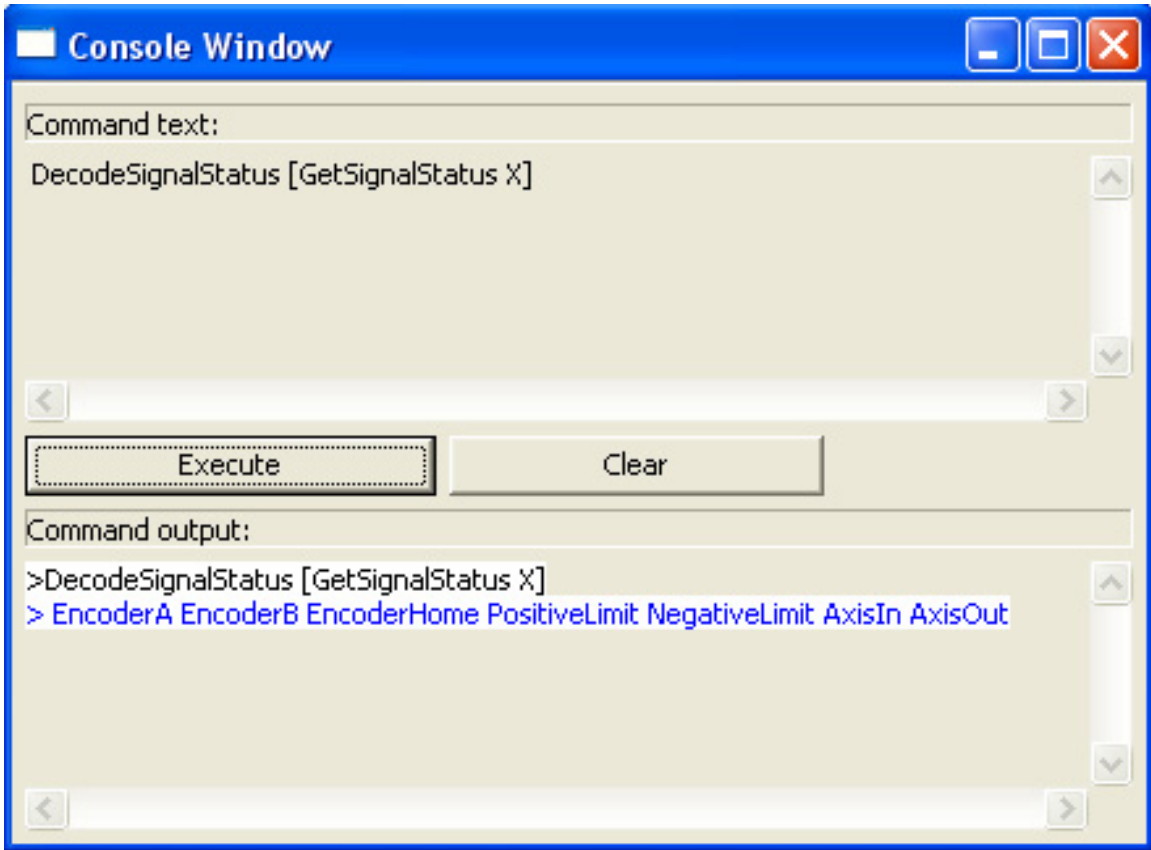 Console Window
Command text:
DecodeSignalStatus [GetSignalStatus X]
Execute
Clear
Command output:
>DecodeSignalStatus [GetSignalStatus X]
> EncoderA EncoderB EncoderHome PositiveLimit NegativeLimit AxisIn AxisOut